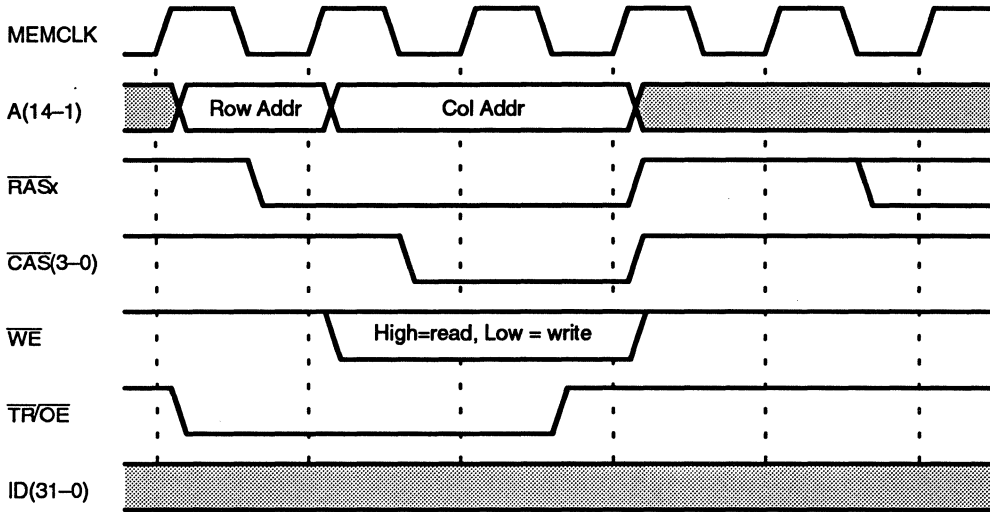 MEMCLK
A(14–1)
Row Addr
Col Addr
RASx
CAS(3–0)
WE
High=read, Low = write
TR/OE
ID(31–0)